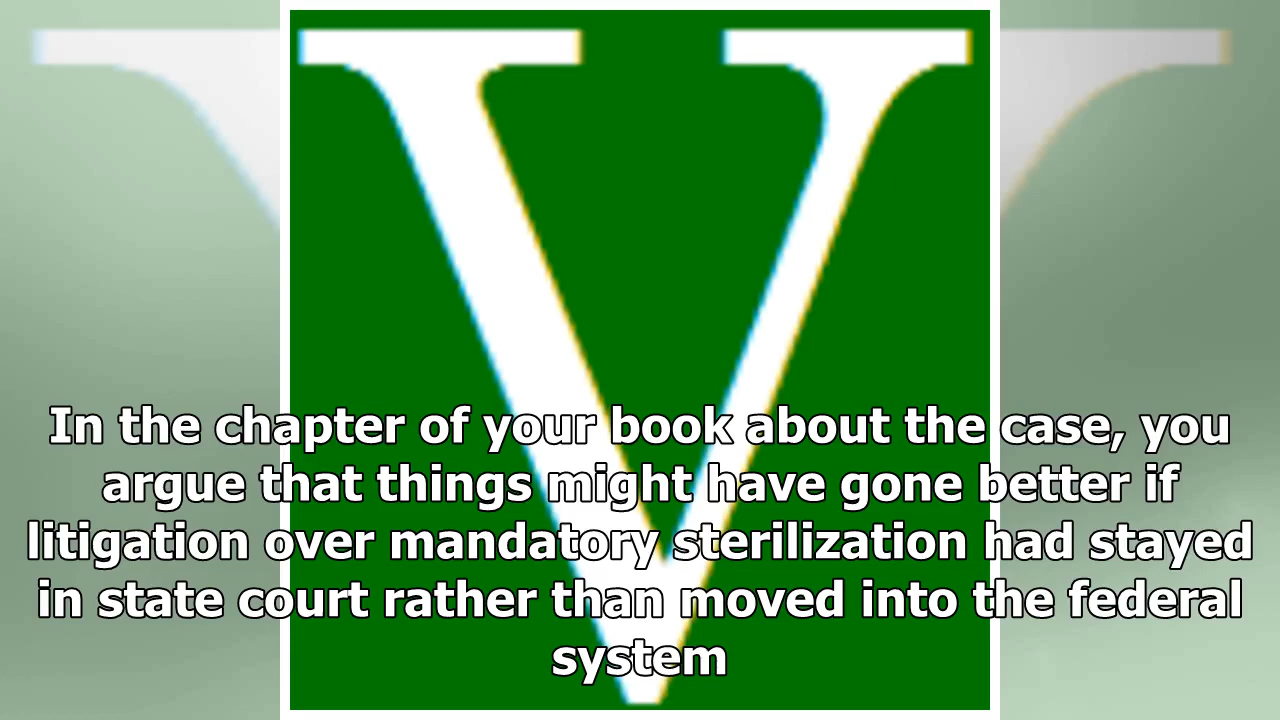 V
In the chapter of your book about the case, you
argue that things might have gone better if
litigation over mandatory sterilization had stayed
in state court rather than moved into the federal
system